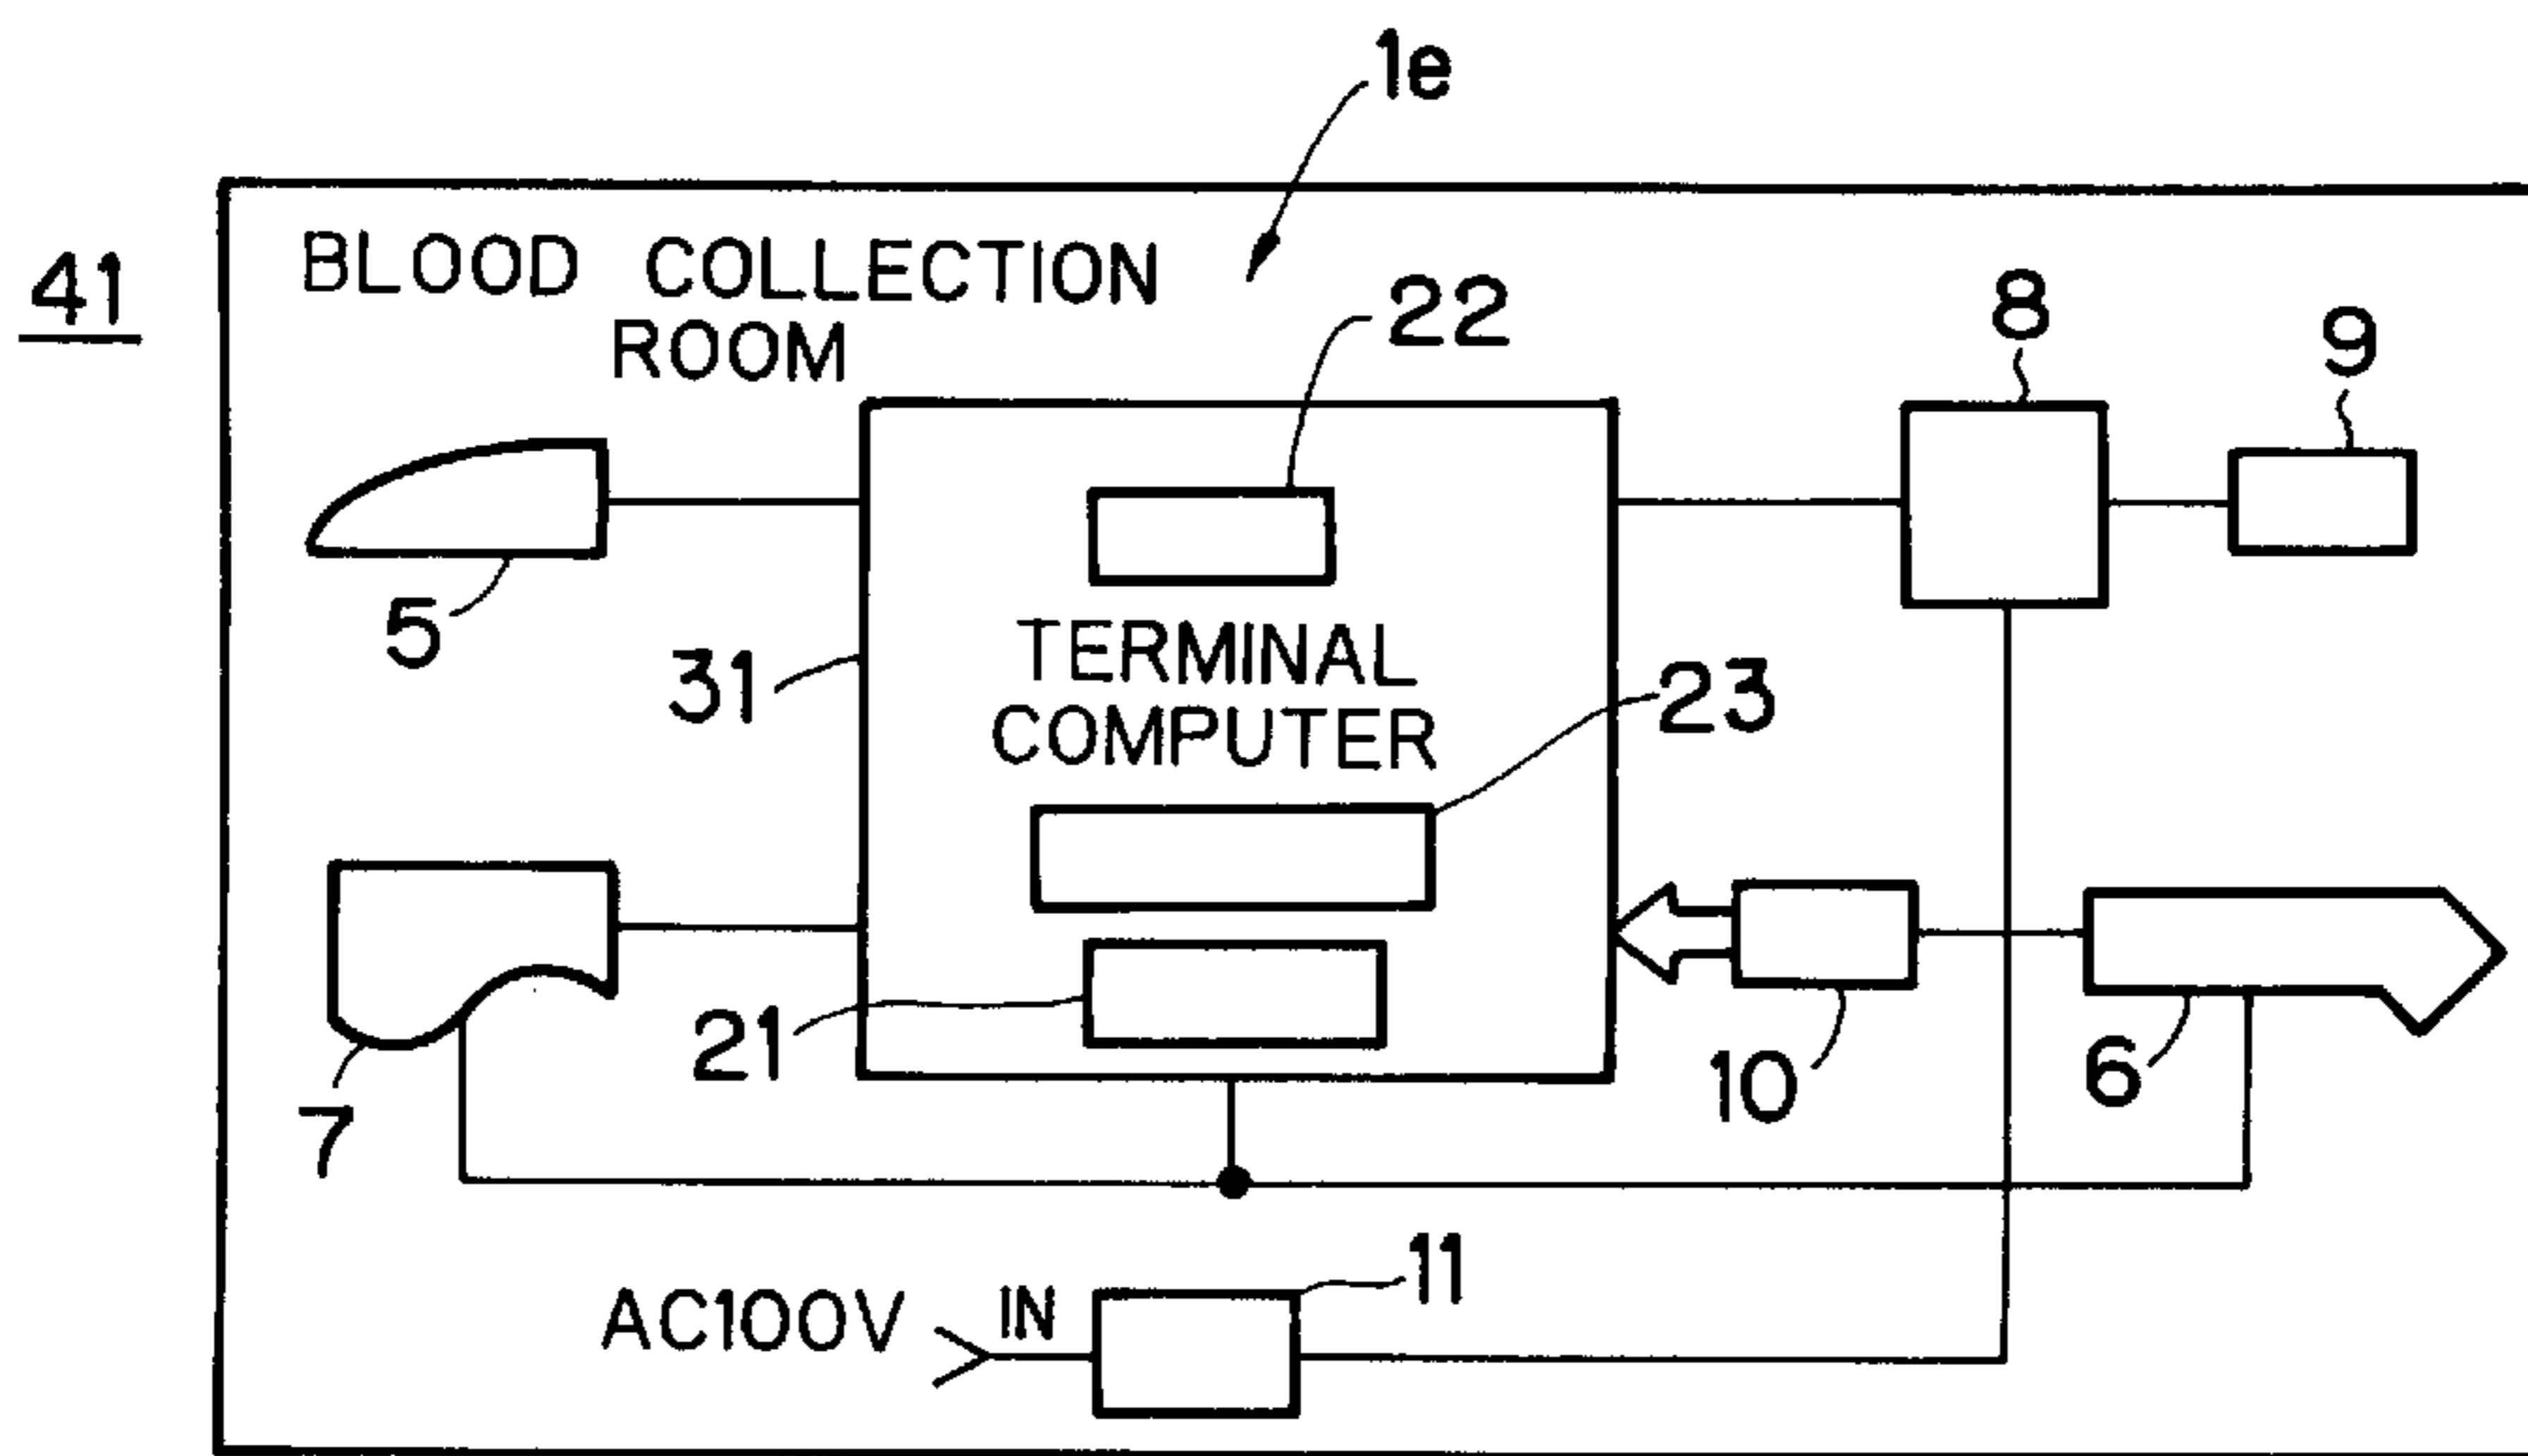 1e
41
BLOOD COLLECTION
ROOM
22
8
9
5
31
TERMINAL
COMPUTER
23
7
21
10
6
11
AC100V IN